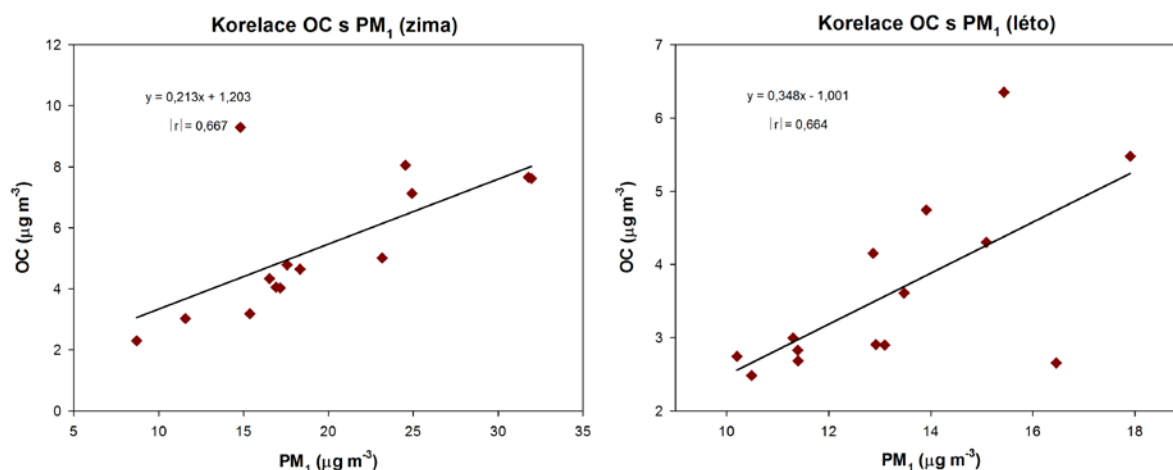 Korelace OC s PM₁ (zima)
12
10
8
6
4
2
0
OC (µg m⁻³)
y = 0,213x + 1,203
|r|= 0,667
5
10
15
20
25
30
35
PM₁ (µg m⁻³)
Korelace OC s PM₁ (léto)
7
6
5
4
3
2
OC (µg m⁻³)
y = 0,348x - 1,001
|r|= 0,664
10
12
14
16
18
PM₁ (µg m⁻³)